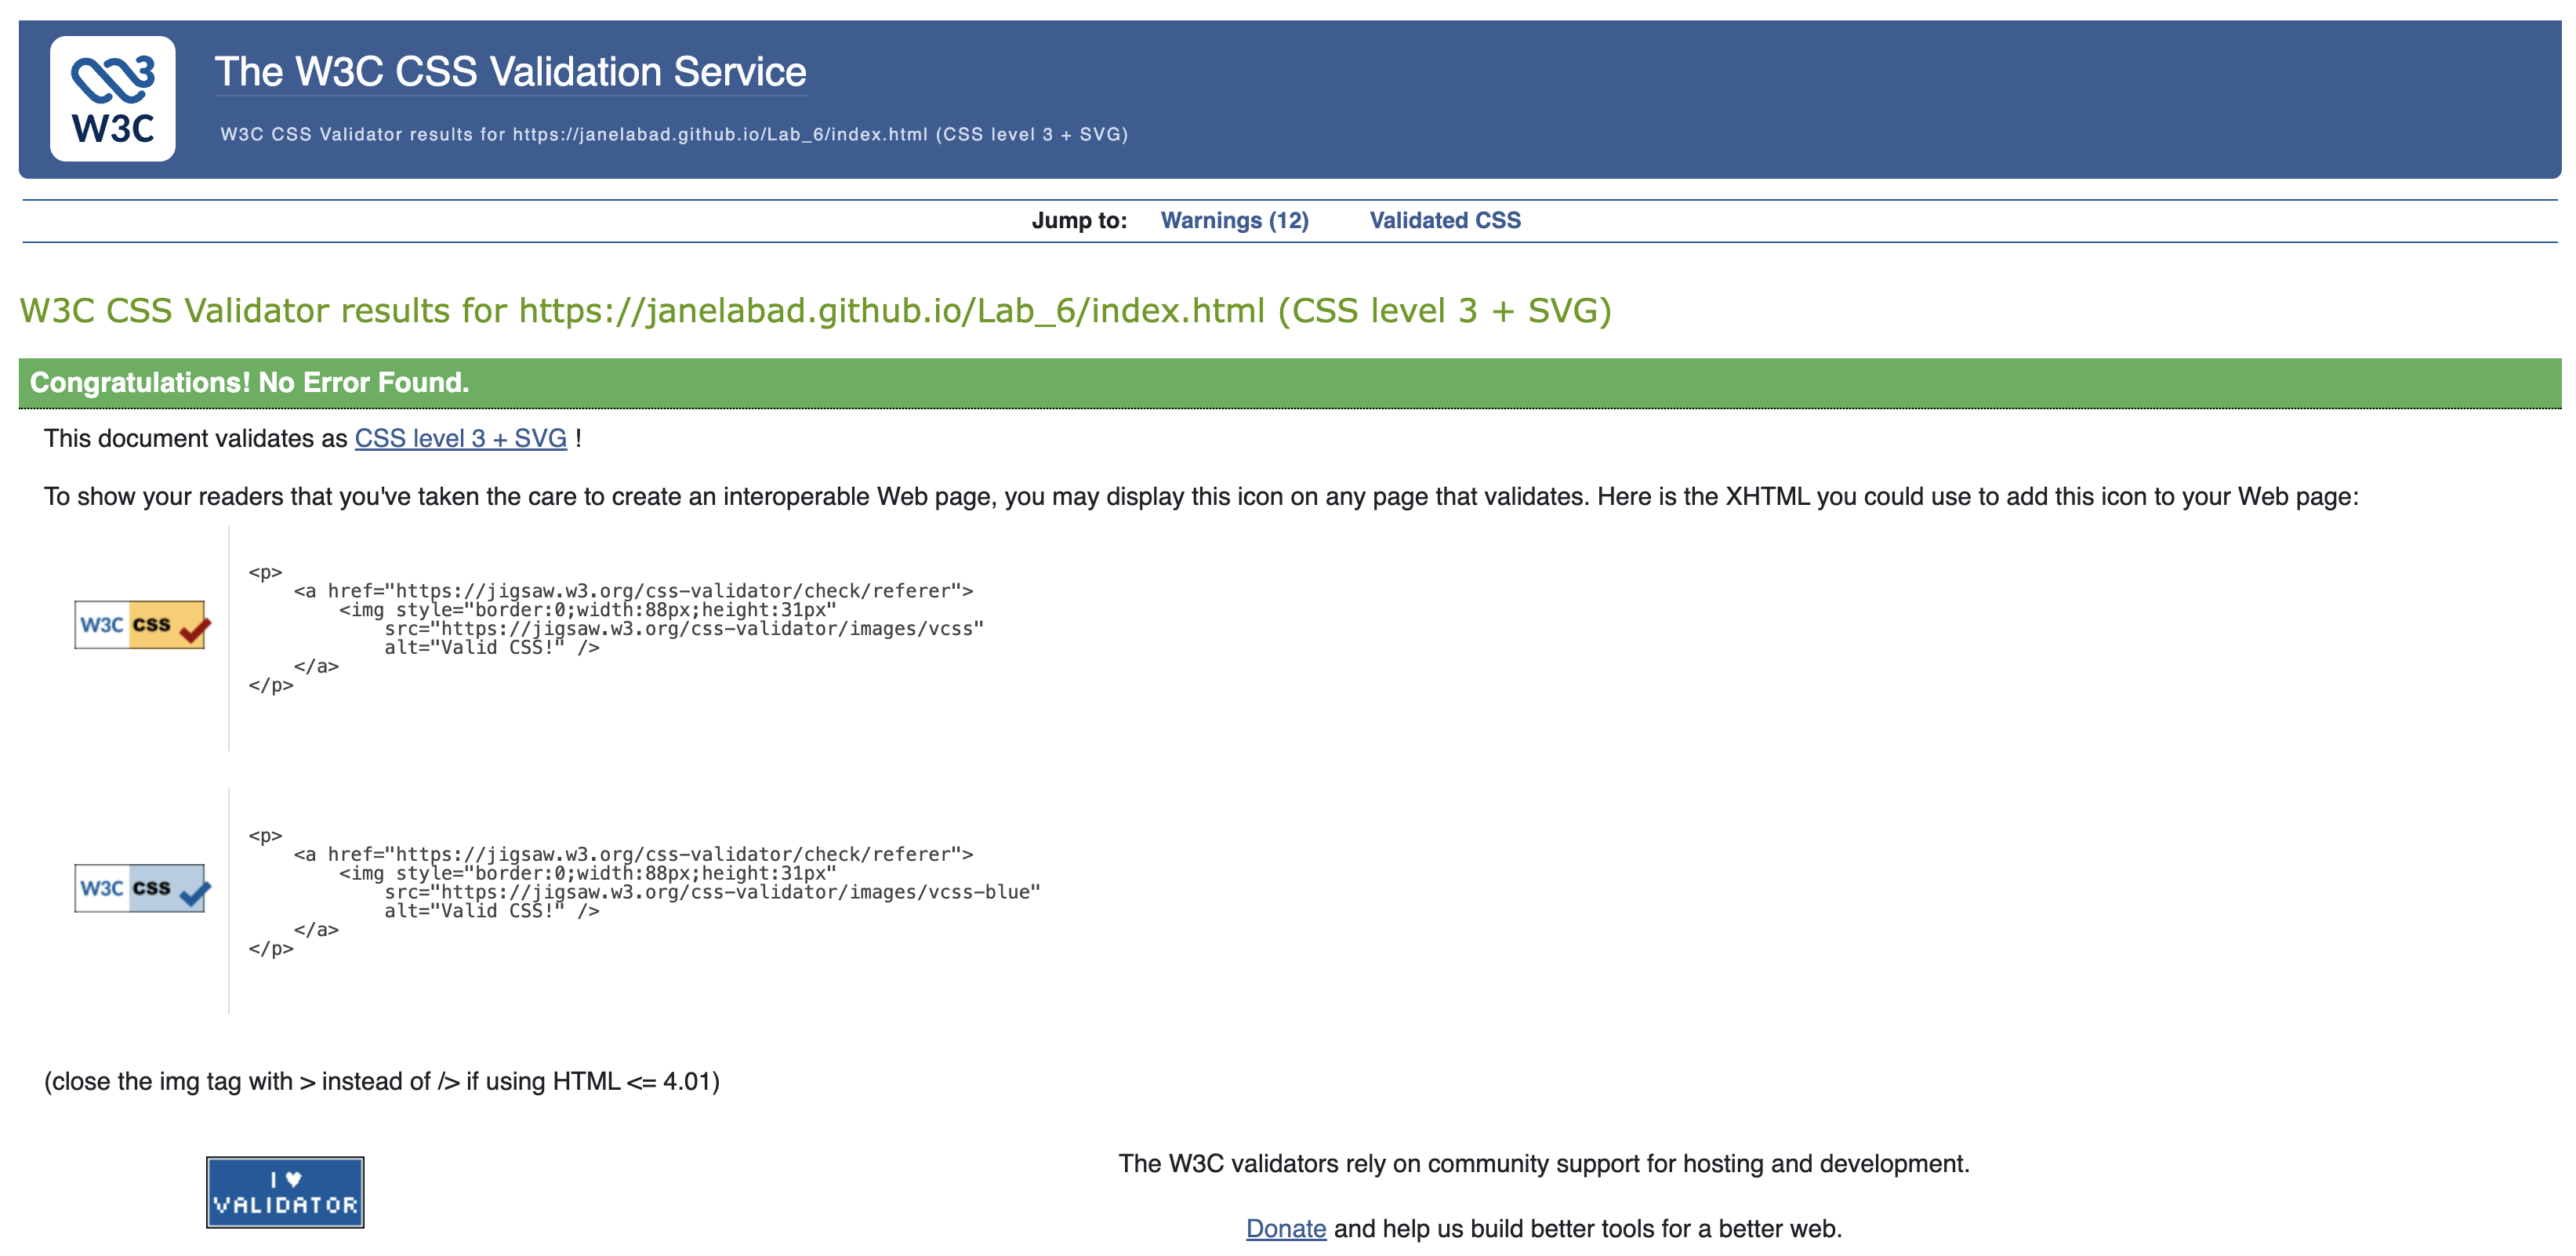 W3C
The W3C CSS Validation Service
W3C CSS Validator results for https://janelabad.github.io/Lab_6/index.html (CSS level 3 + SVG)
Jump to: Warnings (12) Validated CSS
W3C CSS Validator results for https://janelabad.github.io/Lab_6/index.html (CSS level 3 + SVG)
Congratulations! No Error Found.
This document validates as CSS level 3 + SVG !
To show your readers that you've taken the care to create an interoperable Web page, you may display this icon on any page that validates. Here is the XHTML you could use to add this icon to your Web page:
W3C css
<p>
<a href="https://jigsaw.w3.org/css-validator/check/referer">
<img style="border:0;width:88px;height:31px"
src="https://jigsaw.w3.org/css-validator/images/vcss"
alt="Valid CSS!" />
</a>
</p>
W3C css
<p>
<a href="https://jigsaw.w3.org/css-validator/check/referer">
<img style="border:0;width:88px;height:31px"
src="https://jigsaw.w3.org/css-validator/images/vcss-blue"
alt="Valid CSS!" />
</a>
</p>
(close the img tag with > instead of /> if using HTML <= 4.01)
I ♥
VALIDATOR
The W3C validators rely on community support for hosting and development.
Donate and help us build better tools for a better web.